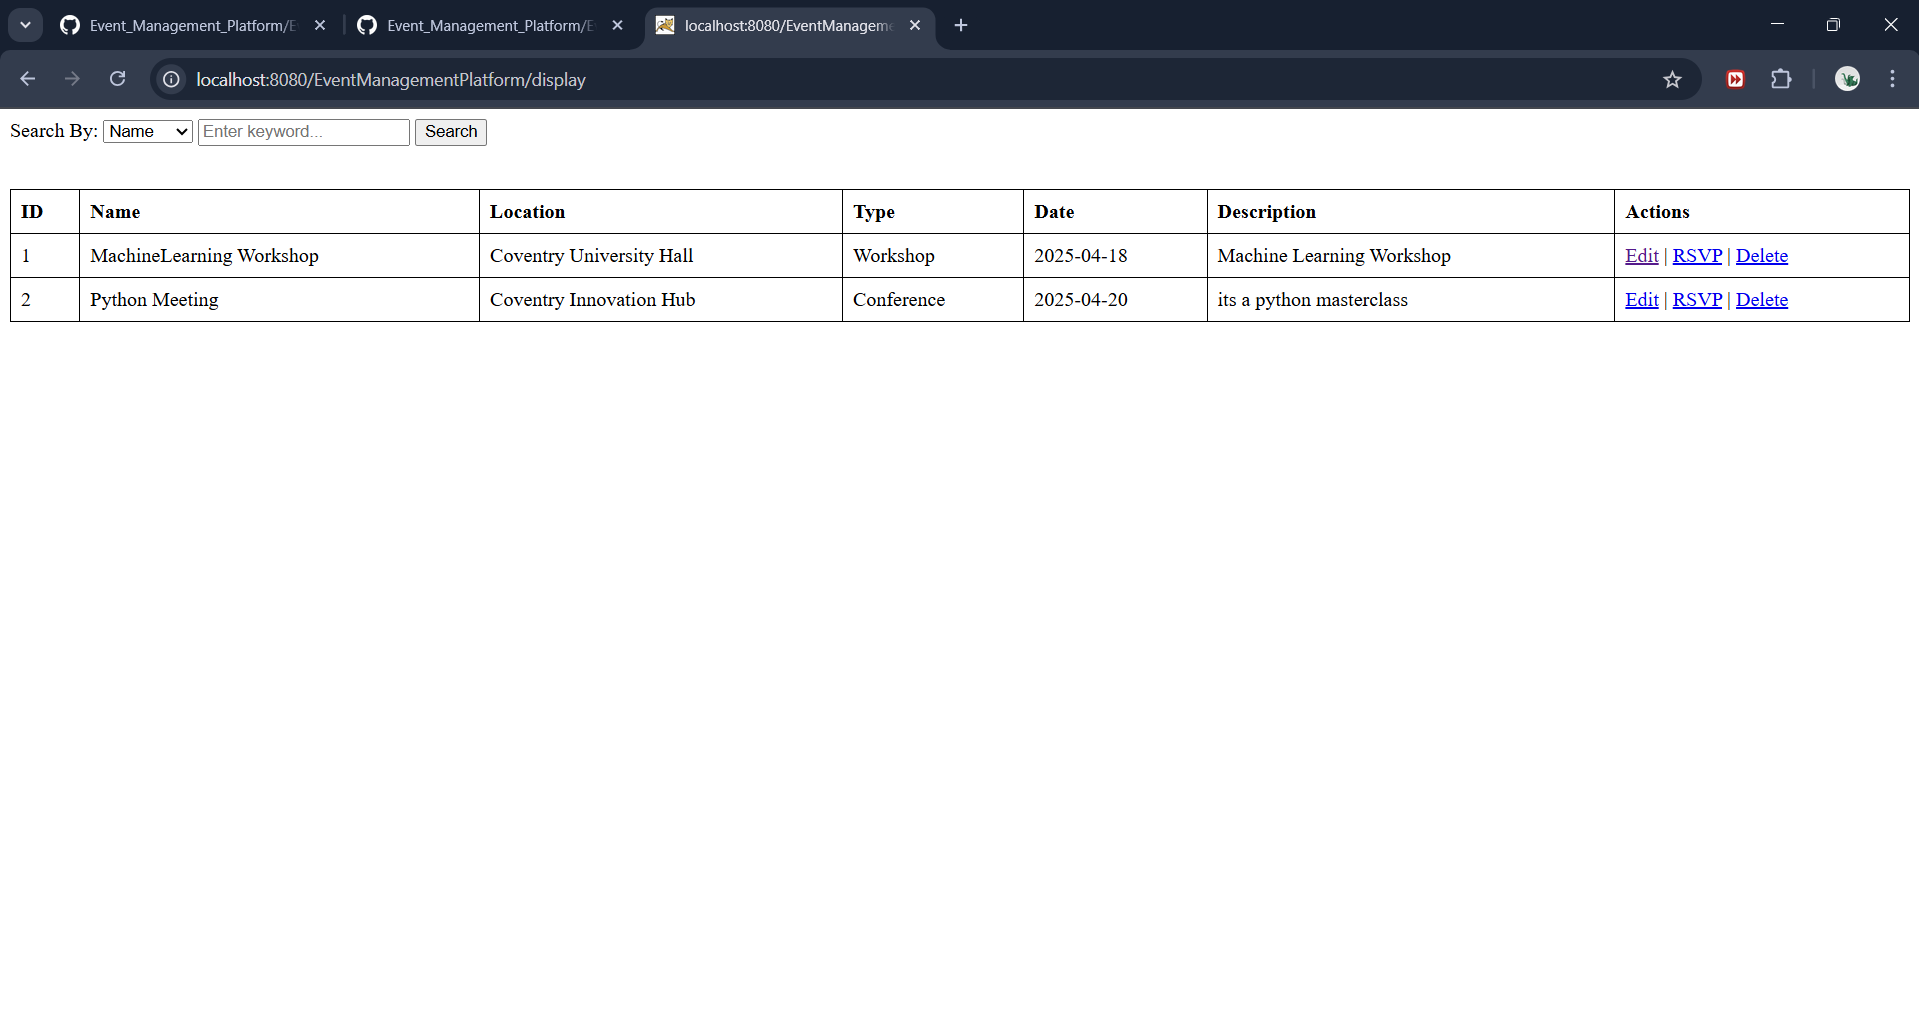 Event_Management_Platform/E
Event_Management_Platform/E
localhost:8080/EventManageme
localhost:8080/EventManagementPlatform/display
Search By: Name Enter keyword... Search
ID Name Location Type Date Description Actions
1 MachineLearning Workshop Coventry University Hall Workshop 2025-04-18 Machine Learning Workshop Edit | RSVP | Delete
2 Python Meeting Coventry Innovation Hub Conference 2025-04-20 its a python masterclass Edit | RSVP | Delete